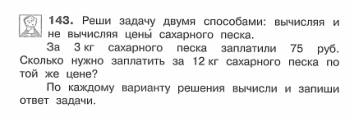 143. Реши задачу двумя способами: вычисляя и
не вычисляя цены сахарного песка.
За 3 кг сахарного песка заплатили 75 руб.
Сколько нужно заплатить за 12 кг сахарного песка по
той же цене?
По каждому варианту решения вычисли и запиши
ответ задачи.